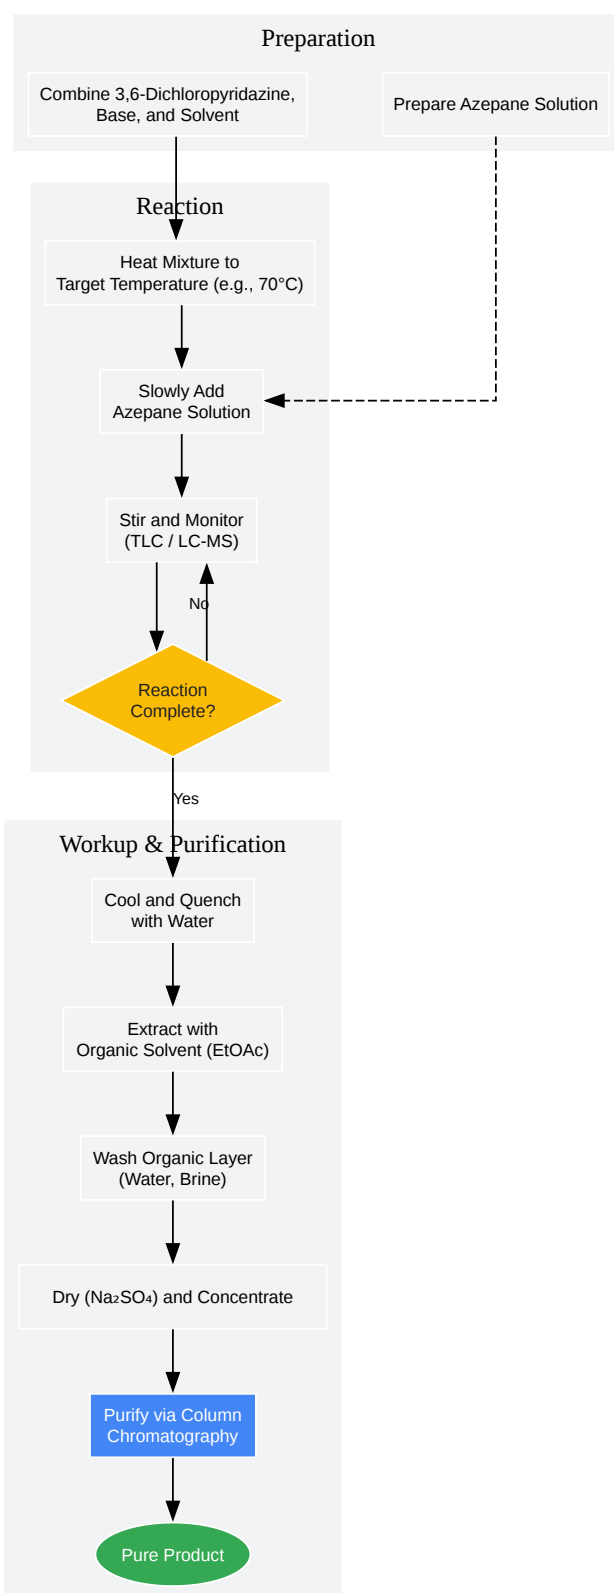 Preparation
Combine 3,6-Dichloropyridazine,
Base, and Solvent
Prepare Azepane Solution
Reaction
Heat Mixture to
Target Temperature (e.g., 70°C)
Slowly Add
Azepane Solution
Stir and Monitor
(TLC / LC-MS)
No
Reaction
Complete?
Yes
Workup & Purification
Cool and Quench
with Water
Extract with
Organic Solvent (EtOAc)
Wash Organic Layer
(Water, Brine)
Dry (Na₂SO₄) and Concentrate
Purify via Column
Chromatography
Pure Product